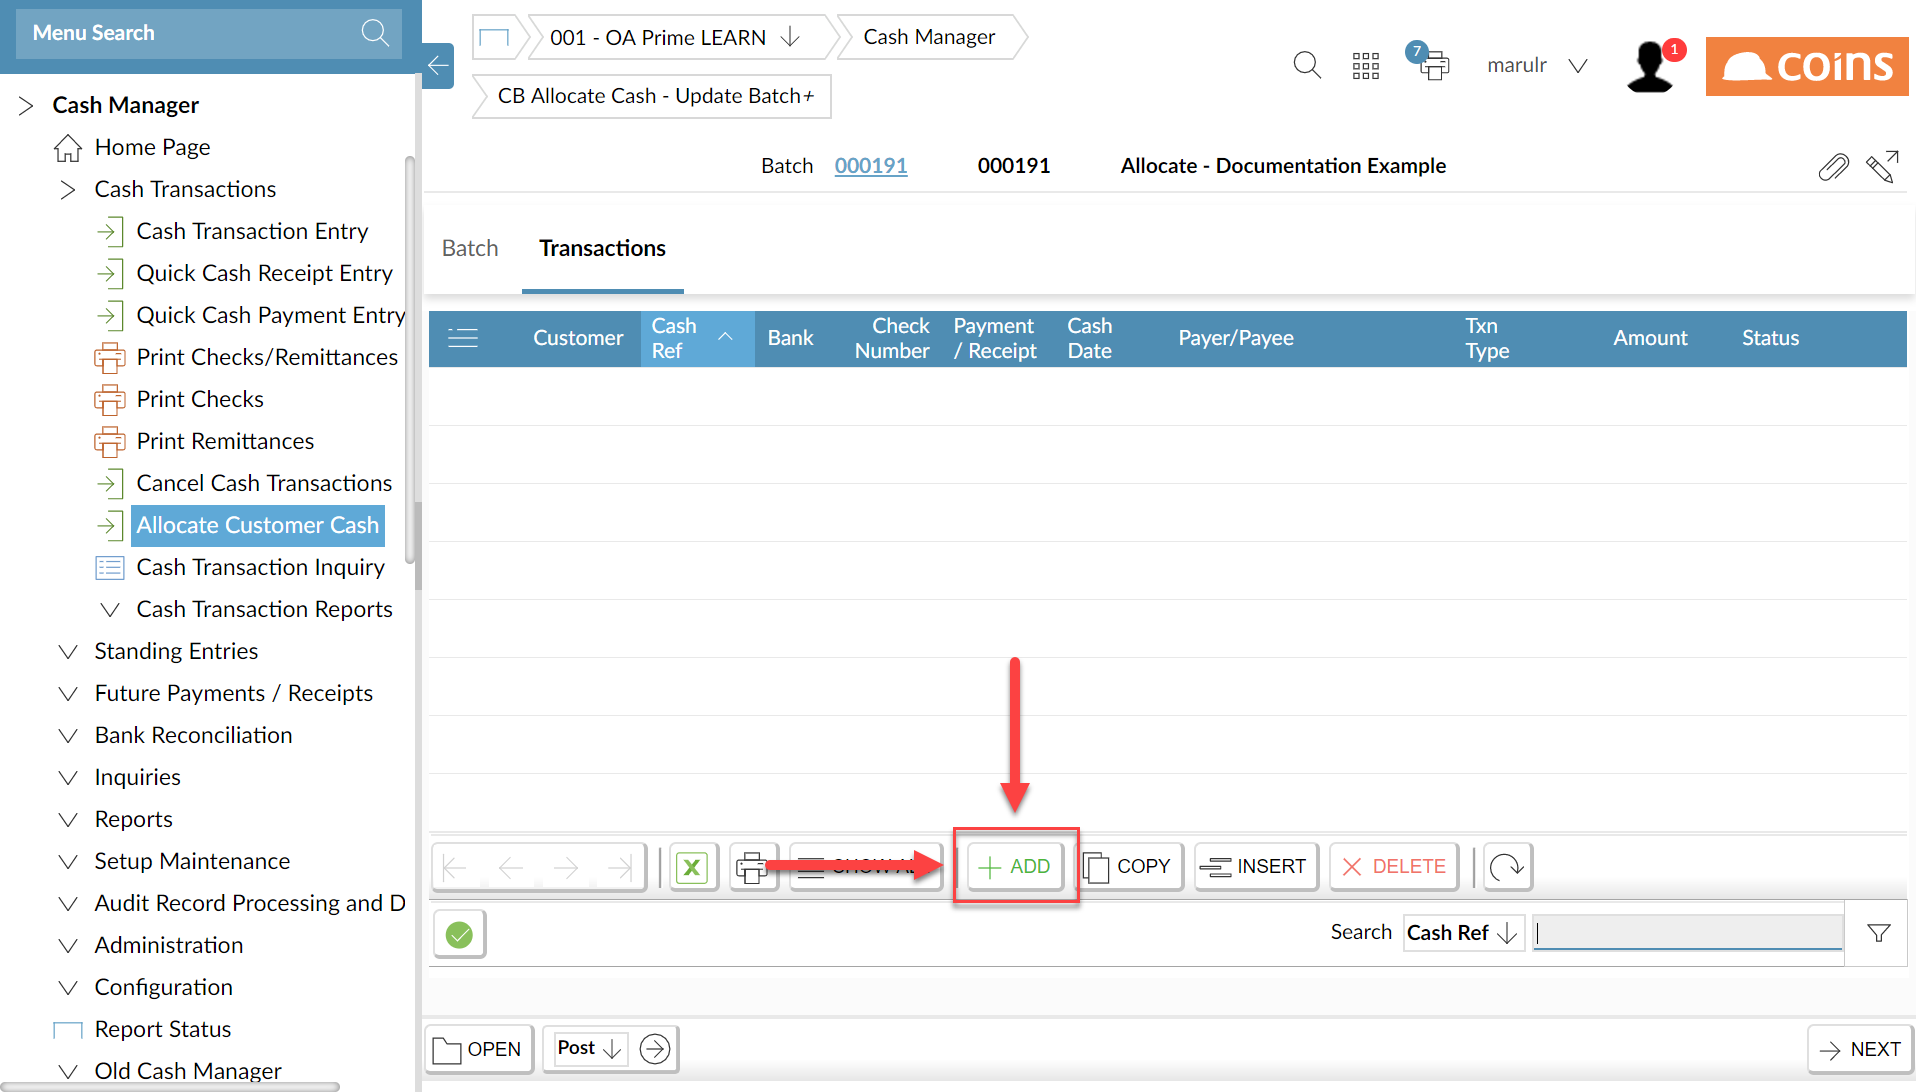 Menu Search
Cash Manager
Home Page
Cash Transactions
Cash Transaction Entry
Quick Cash Receipt Entry
Quick Cash Payment Entry
Print Checks/Remittances
Print Checks
Print Remittances
Cancel Cash Transactions
Allocate Customer Cash
Cash Transaction Inquiry
Cash Transaction Reports
Standing Entries
Future Payments / Receipts
Bank Reconciliation
Inquiries
Reports
Setup Maintenance
Audit Record Processing and D
Administration
Configuration
Report Status
Old Cash Manager
001 - OA Prime LEARN
Cash Manager
CB Allocate Cash - Update Batch+
7
marulr
1
coins
Batch 000191 000191 Allocate - Documentation Example
Batch Transactions
Customer Cash Ref Bank Check Number Payment / Receipt Cash Date Payer/Payee Txn Type Amount Status
X SHOW ADD COPY INSERT DELETE
Search Cash Ref
OPEN Post NEXT